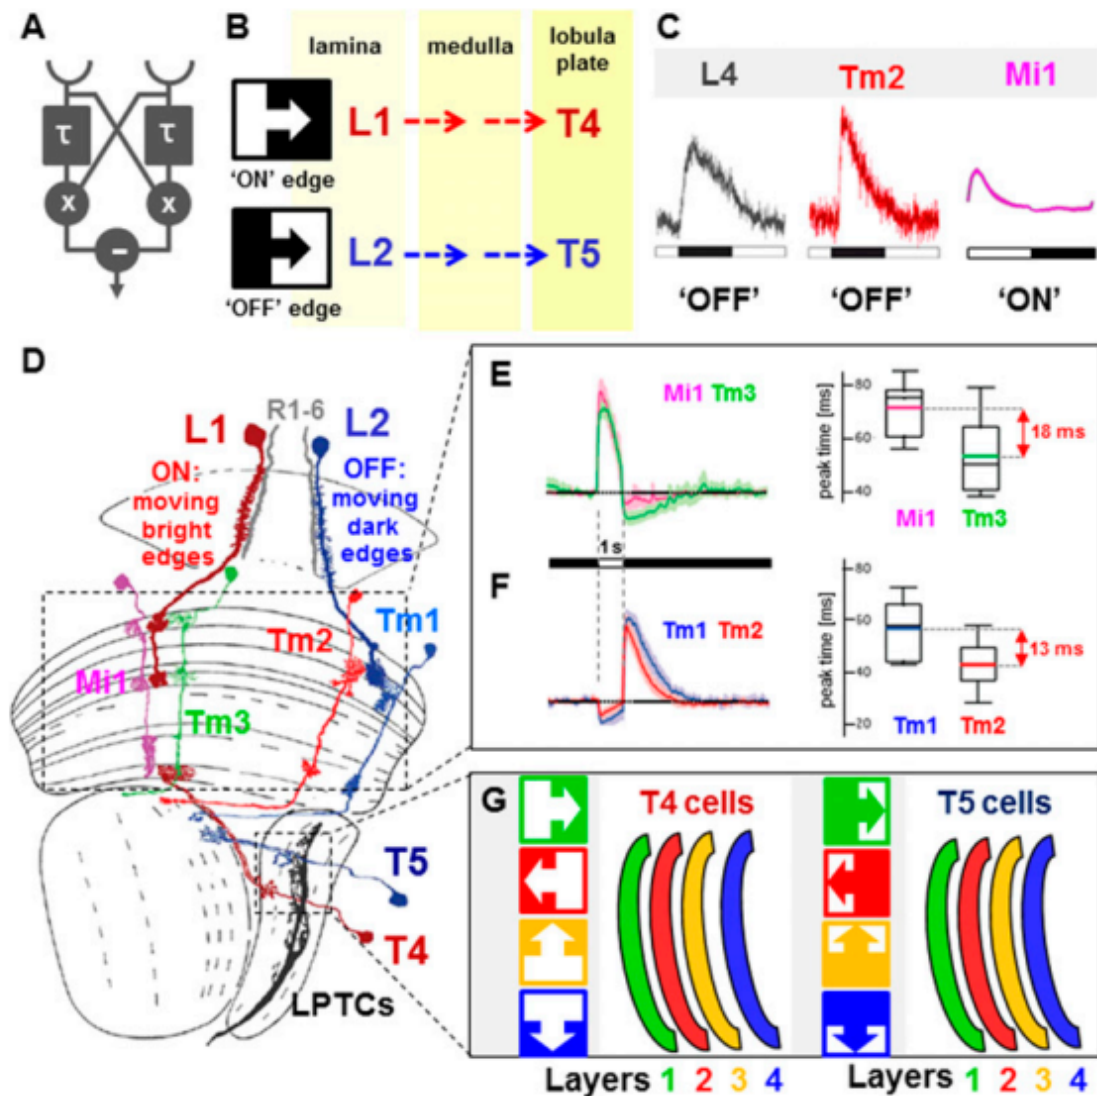 A
τ τ
x x
−
B
lamina medulla lobula
plate
L1 T4
'ON' edge
L2 T5
'OFF' edge
C
L4 Tm2 Mi1
'OFF' 'OFF' 'ON'
D
R1-6
L1 L2
ON:
moving
bright
edges
OFF:
moving
dark
edges
Tm2 Tm1
Mi1
Tm3
T5
T4
LPTCs
E
Mi1 Tm3
1s
peak time [ms]
80
60
40
18 ms
Mi1 Tm3
F
Tm1 Tm2
peak time [ms]
60
40
20
13 ms
Tm1 Tm2
G
T4 cells T5 cells
Layers 1 2 3 4 Layers 1 2 3 4